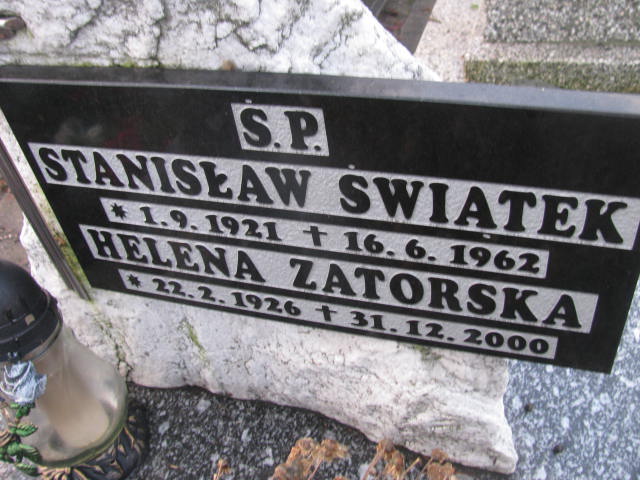 S.P.
STANISŁAW SWIATEK
* 1.9.1921 † 16.6.1962
HELENA ZATORSKA
* 22.2.1926 † 31.12.2000